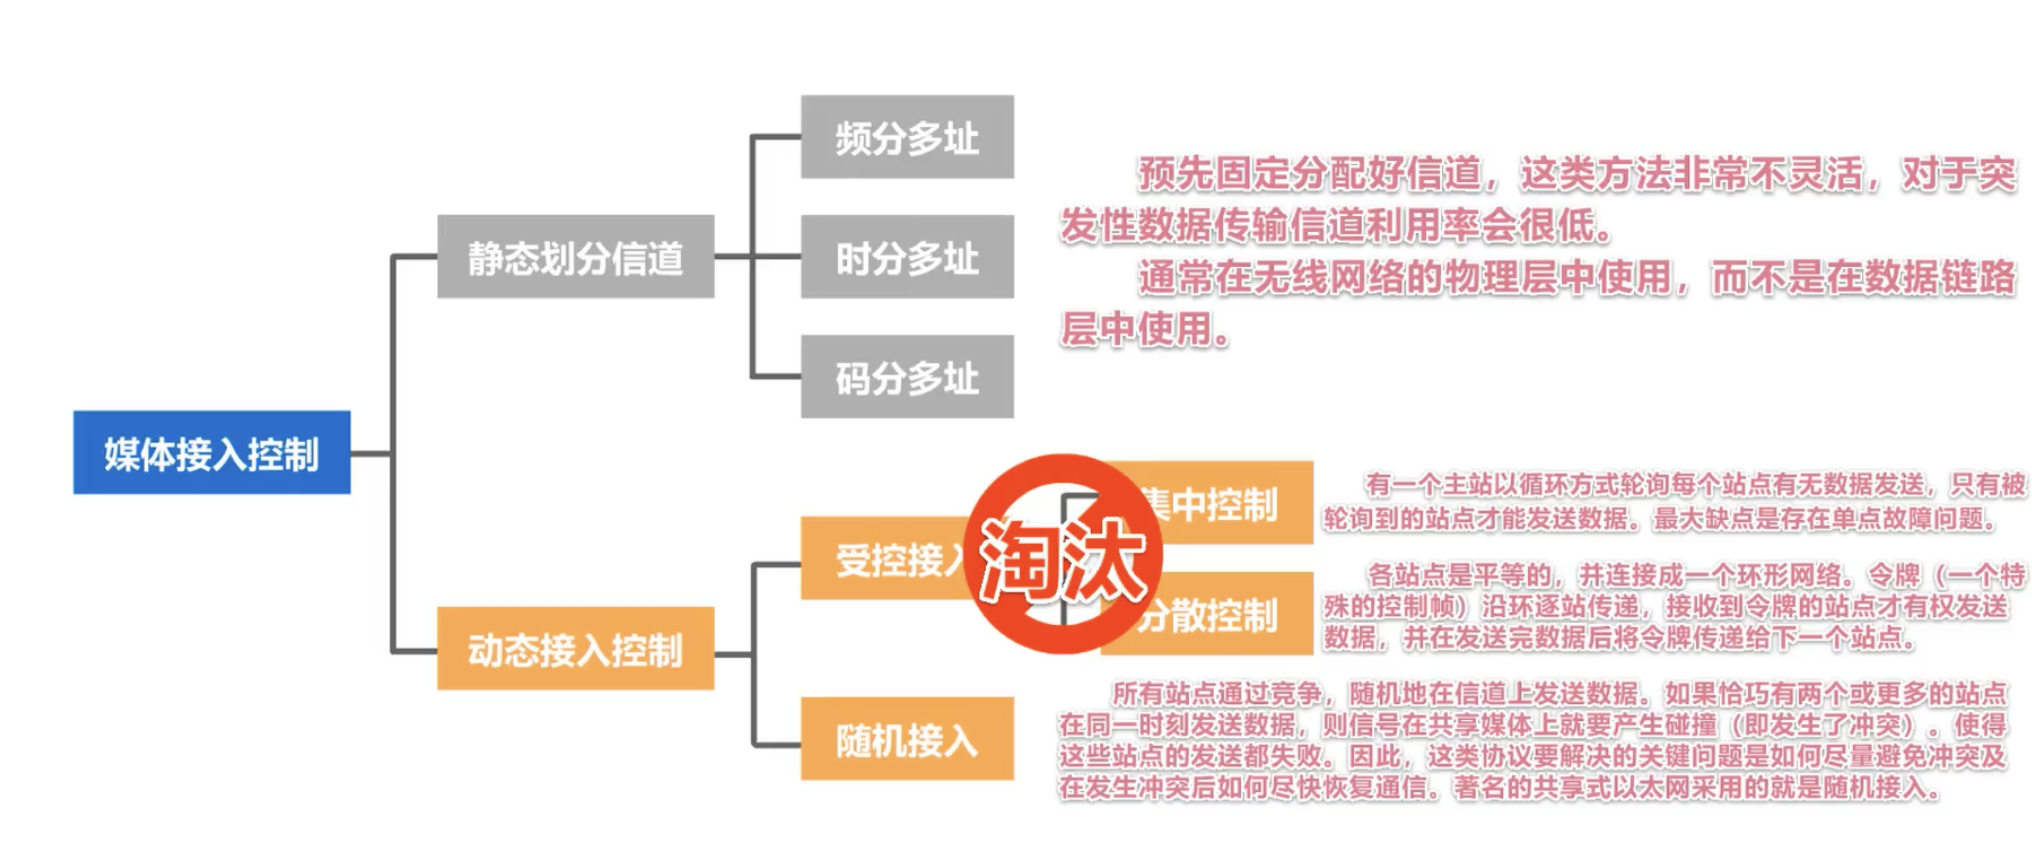 频分多址
预先固定分配好信道，这类方法非常不灵活，对于突
发性数据传输信道利用率会很低。
静态划分信道
时分多址
通常在无线网络的物理层中使用，而不是在数据链路
层中使用。
码分多址
媒体接入控制
集中控制
有一个主站以循环方式轮询每个站点有无数据发送，只有被
轮询到的站点才能发送数据。最大缺点是存在单点故障问题。
受控接入
淘汰
各站点是平等的，并连接成一个环形网络。令牌（一个特
殊的控制帧）沿环逐站传递，接收到令牌的站点才有权发送
数据，并在发送完数据后将令牌传递给下一个站点。
分散控制
动态接入控制
随机接入
所有站点通过竞争，随机地在信道上发送数据。如果恰巧有两个或更多的站点
在同一时刻发送数据，则信号在共享媒体上就要产生碰撞（即发生了冲突）。使得
这些站点的发送都失败。因此，这类协议要解决的关键问题是如何尽量避免冲突及
在发生冲突后如何尽快恢复通信。著名的共享式以太网采用的就是随机接入。